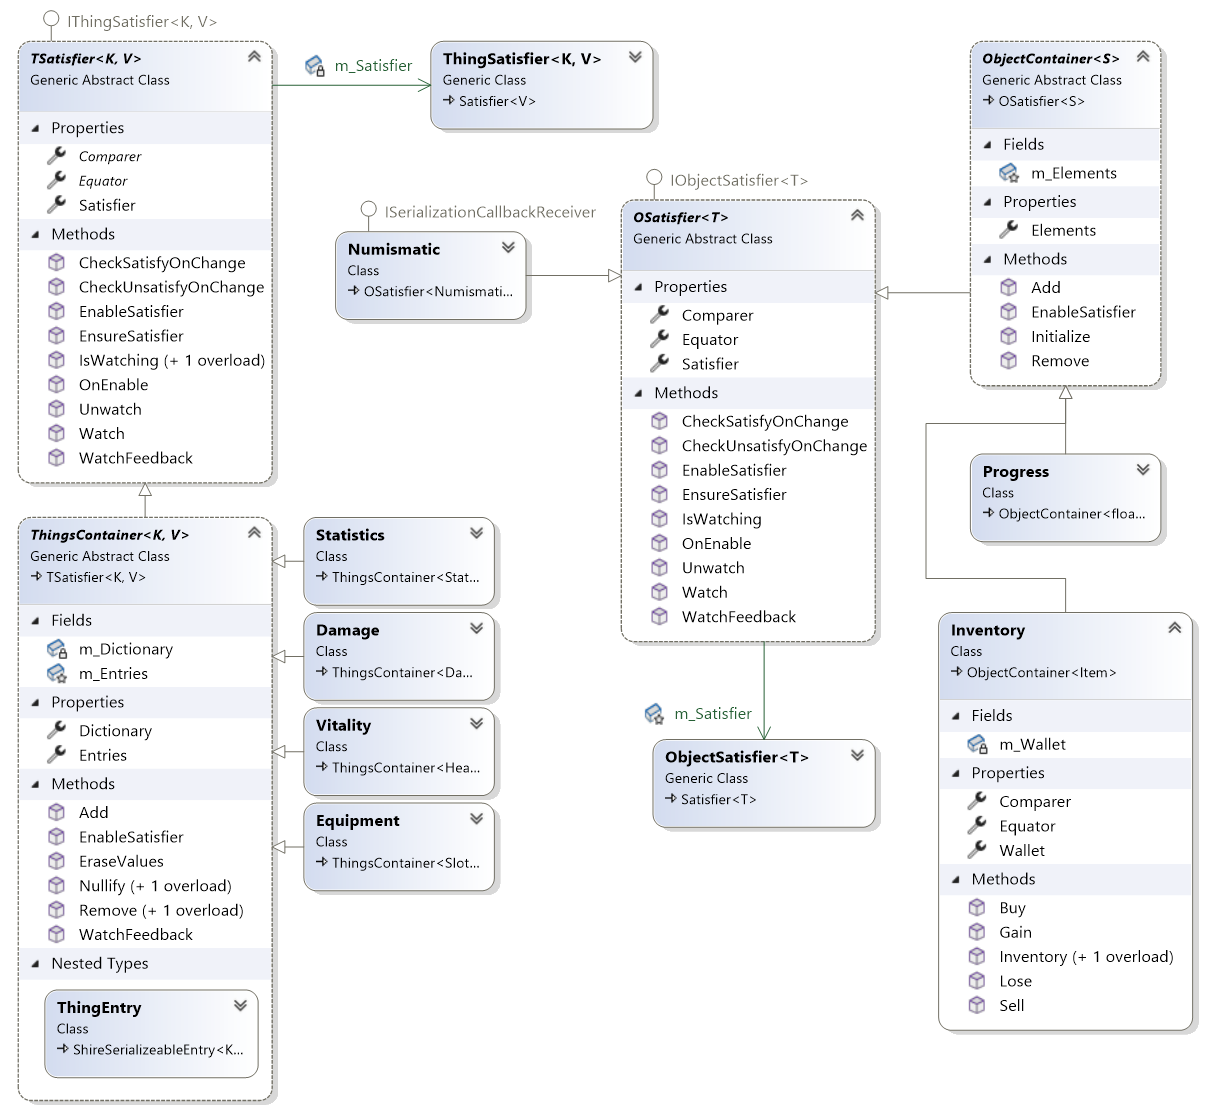 IThingSatisfier<K, V>
TSatisfier<K, V>
Generic Abstract Class
Properties
Comparer
Equator
Satisfier
Methods
CheckSatisfyOnChange
CheckUnsatisfyOnChange
EnableSatisfier
EnsureSatisfier
IsWatching (+ 1 overload)
OnEnable
Unwatch
Watch
WatchFeedback
m_Satisfier
ThingSatisfier<K, V>
Generic Class
Satisfier<V>
ISerializationCallbackReceiver
Numismatic
Class
OSatisfier<Numismati...
IObjectSatisfier<T>
OSatisfier<T>
Generic Abstract Class
Properties
Comparer
Equator
Satisfier
Methods
CheckSatisfyOnChange
CheckUnsatisfyOnChange
EnableSatisfier
EnsureSatisfier
IsWatching
OnEnable
Unwatch
Watch
WatchFeedback
m_Satisfier
ObjectSatisfier<T>
Generic Class
Satisfier<T>
ObjectContainer<S>
Generic Abstract Class
OSatisfier<S>
Fields
m_Elements
Properties
Elements
Methods
Add
EnableSatisfier
Initialize
Remove
Progress
Class
ObjectContainer<floa...
Inventory
Class
ObjectContainer<Item>
Fields
m_Wallet
Properties
Comparer
Equator
Wallet
Methods
Buy
Gain
Inventory (+ 1 overload)
Lose
Sell
ThingsContainer<K, V>
Generic Abstract Class
TSatisfier<K, V>
Fields
m_Dictionary
m_Entries
Properties
Dictionary
Entries
Methods
Add
EnableSatisfier
EraseValues
Nullify (+ 1 overload)
Remove (+ 1 overload)
WatchFeedback
Nested Types
ThingEntry
Class
ShireSerializeableEntry<K...
Statistics
Class
ThingsContainer<Stat...
Damage
Class
ThingsContainer<Da...
Vitality
Class
ThingsContainer<Hea...
Equipment
Class
ThingsContainer<Slot...